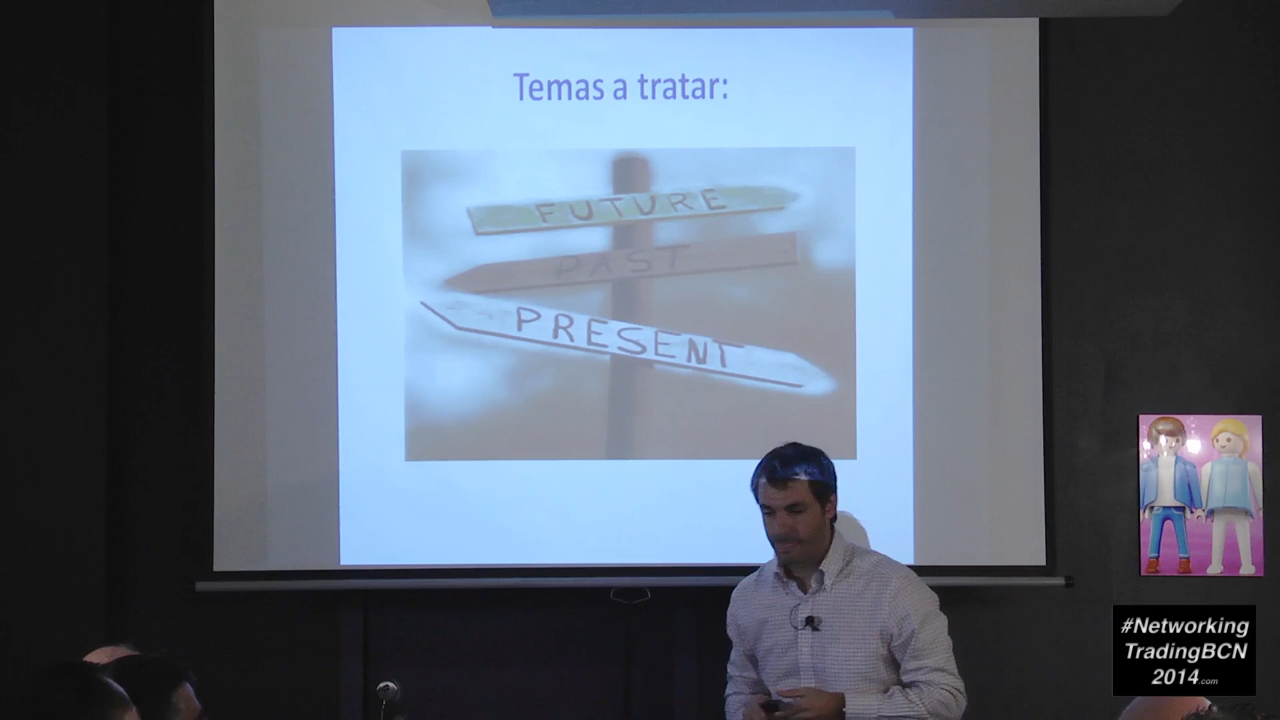 Temas a tratar:
FUTURE
PAST
PRESENT
#Networking
TradingBCN
2014.com